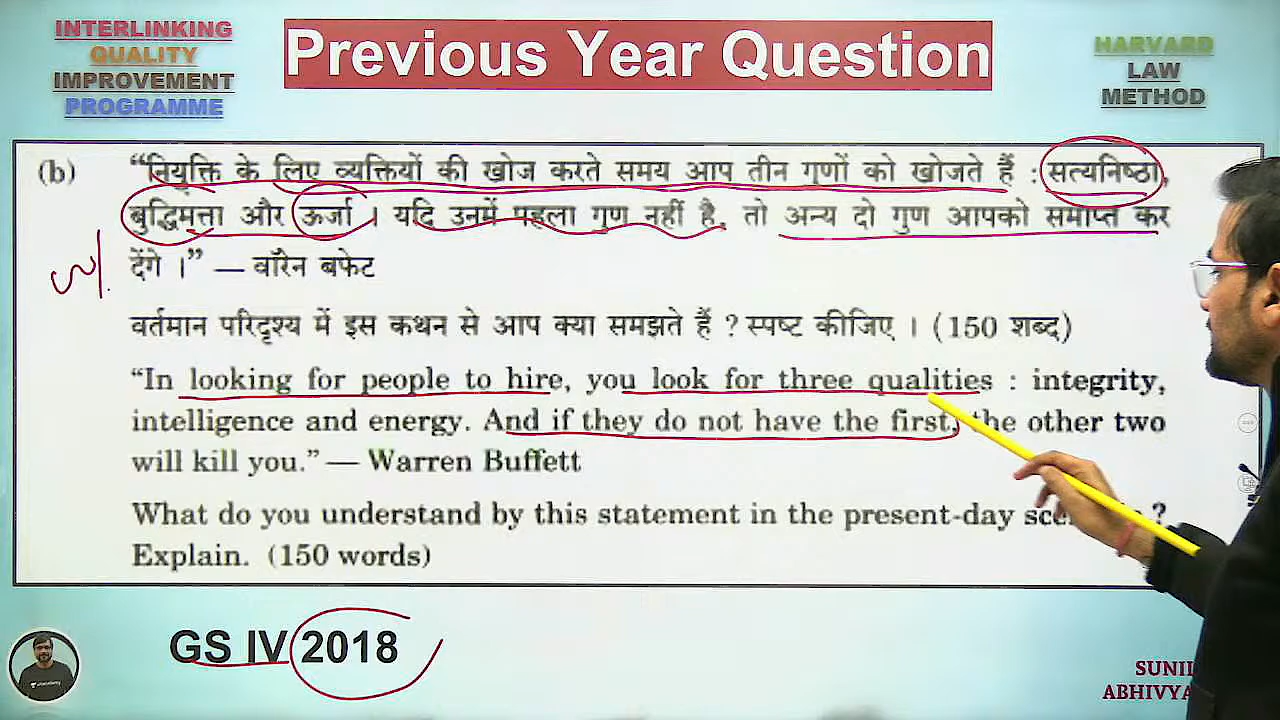 INTERLINKING
QUALITY
IMPROVEMENT
PROGRAMME
Previous Year Question
HARVARD
LAW
METHOD
(b) “नियुक्ति के लिए व्यक्तियों की खोज करते समय आप तीन गुणों को खोजते हैं : सत्यनिष्ठा,
बुद्धिमत्ता और ऊर्जा । यदि उनमें पहला गुण नहीं है, तो अन्य दो गुण आपको समाप्त कर
देंगे ।” — वॉरेन बफेट
वर्तमान परिदृश्य में इस कथन से आप क्या समझते हैं ? स्पष्ट कीजिए । (150 शब्द)
“In looking for people to hire, you look for three qualities : integrity,
intelligence and energy. And if they do not have the first, the other two
will kill you.” — Warren Buffett
What do you understand by this statement in the present-day ?
Explain. (150 words)
GS IV 2018
SUNIL